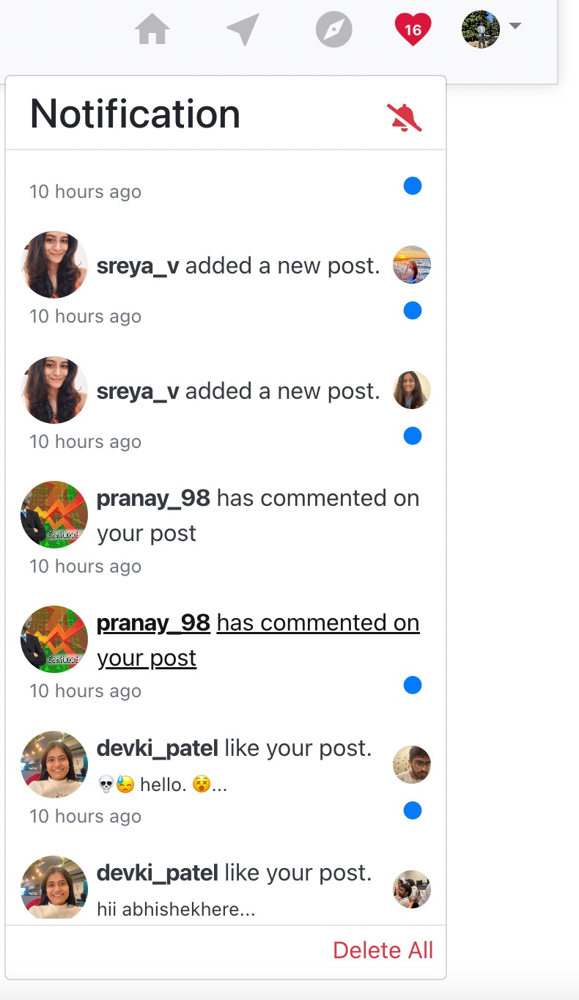 16
Notification
10 hours ago
sreya_v added a new post.
10 hours ago
sreya_v added a new post.
10 hours ago
pranay_98 has commented on
your post
Confused
10 hours ago
pranay_98 has commented on
your post
Confused
10 hours ago
devki_patel like your post.
💀😓 hello. 😵...
10 hours ago
devki_patel like your post.
hii abhishekhere...
Delete All